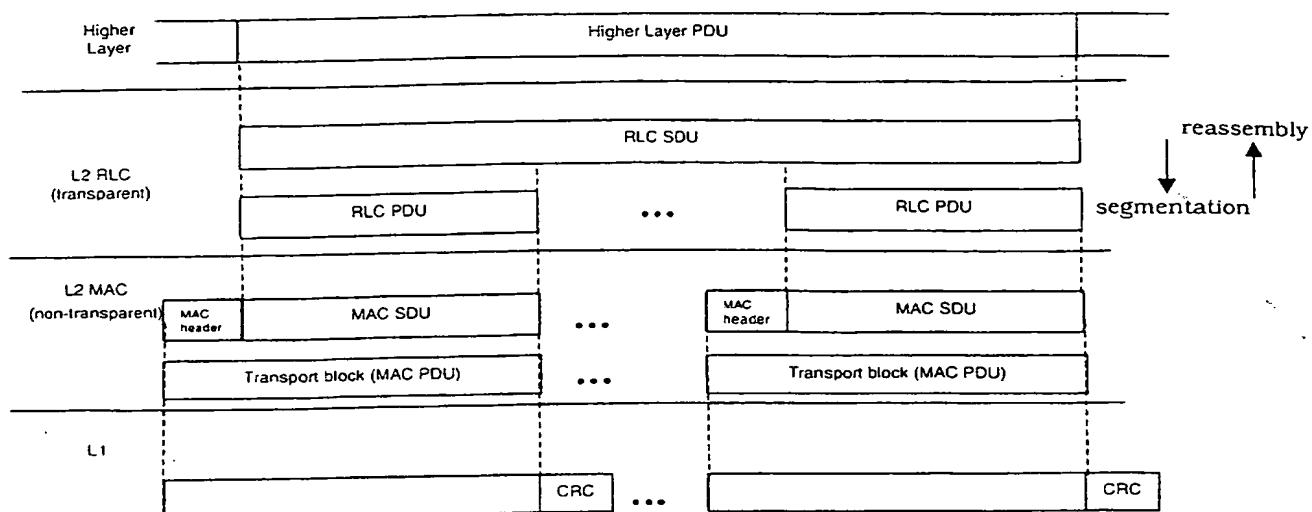 Higher
Layer
Higher Layer PDU
RLC SDU
reassembly
L2 RLC
(transparent)
RLC PDU
•••
RLC PDU
segmentation
L2 MAC
(non-transparent)
MAC
header
MAC SDU
•••
MAC
header
MAC SDU
Transport block (MAC PDU)
•••
Transport block (MAC PDU)
L1
CRC
•••
CRC